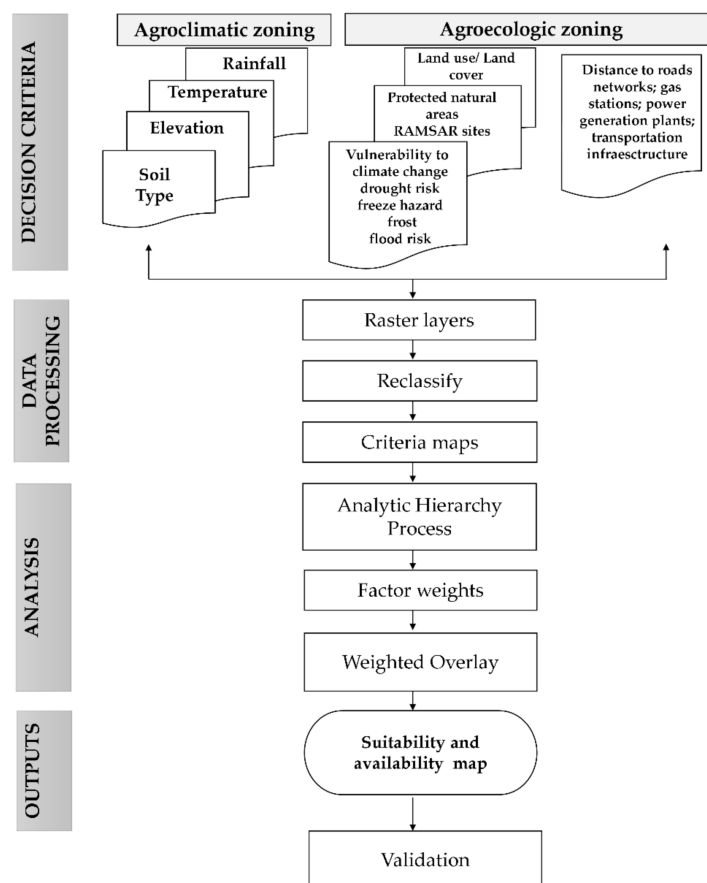 Agroclimatic zoning
Agroecologic zoning
DECISION CRITERIA
Rainfall
Temperature
Elevation
Soil
Type
Land use/ Land
cover
Protected natural
areas
RAMSAR sites
Vulnerability to
climate change
drought risk
freeze hazard
frost
flood risk
Distance to roads
networks; gas
stations; power
generation plants;
transportation
infraesctructure
DATA
PROCESSING
Raster layers
Reclassify
Criteria maps
ANALYSIS
Analytic Hierarchy
Process
Factor weights
Weighted Overlay
OUTPUTS
Suitability and
availability map
Validation